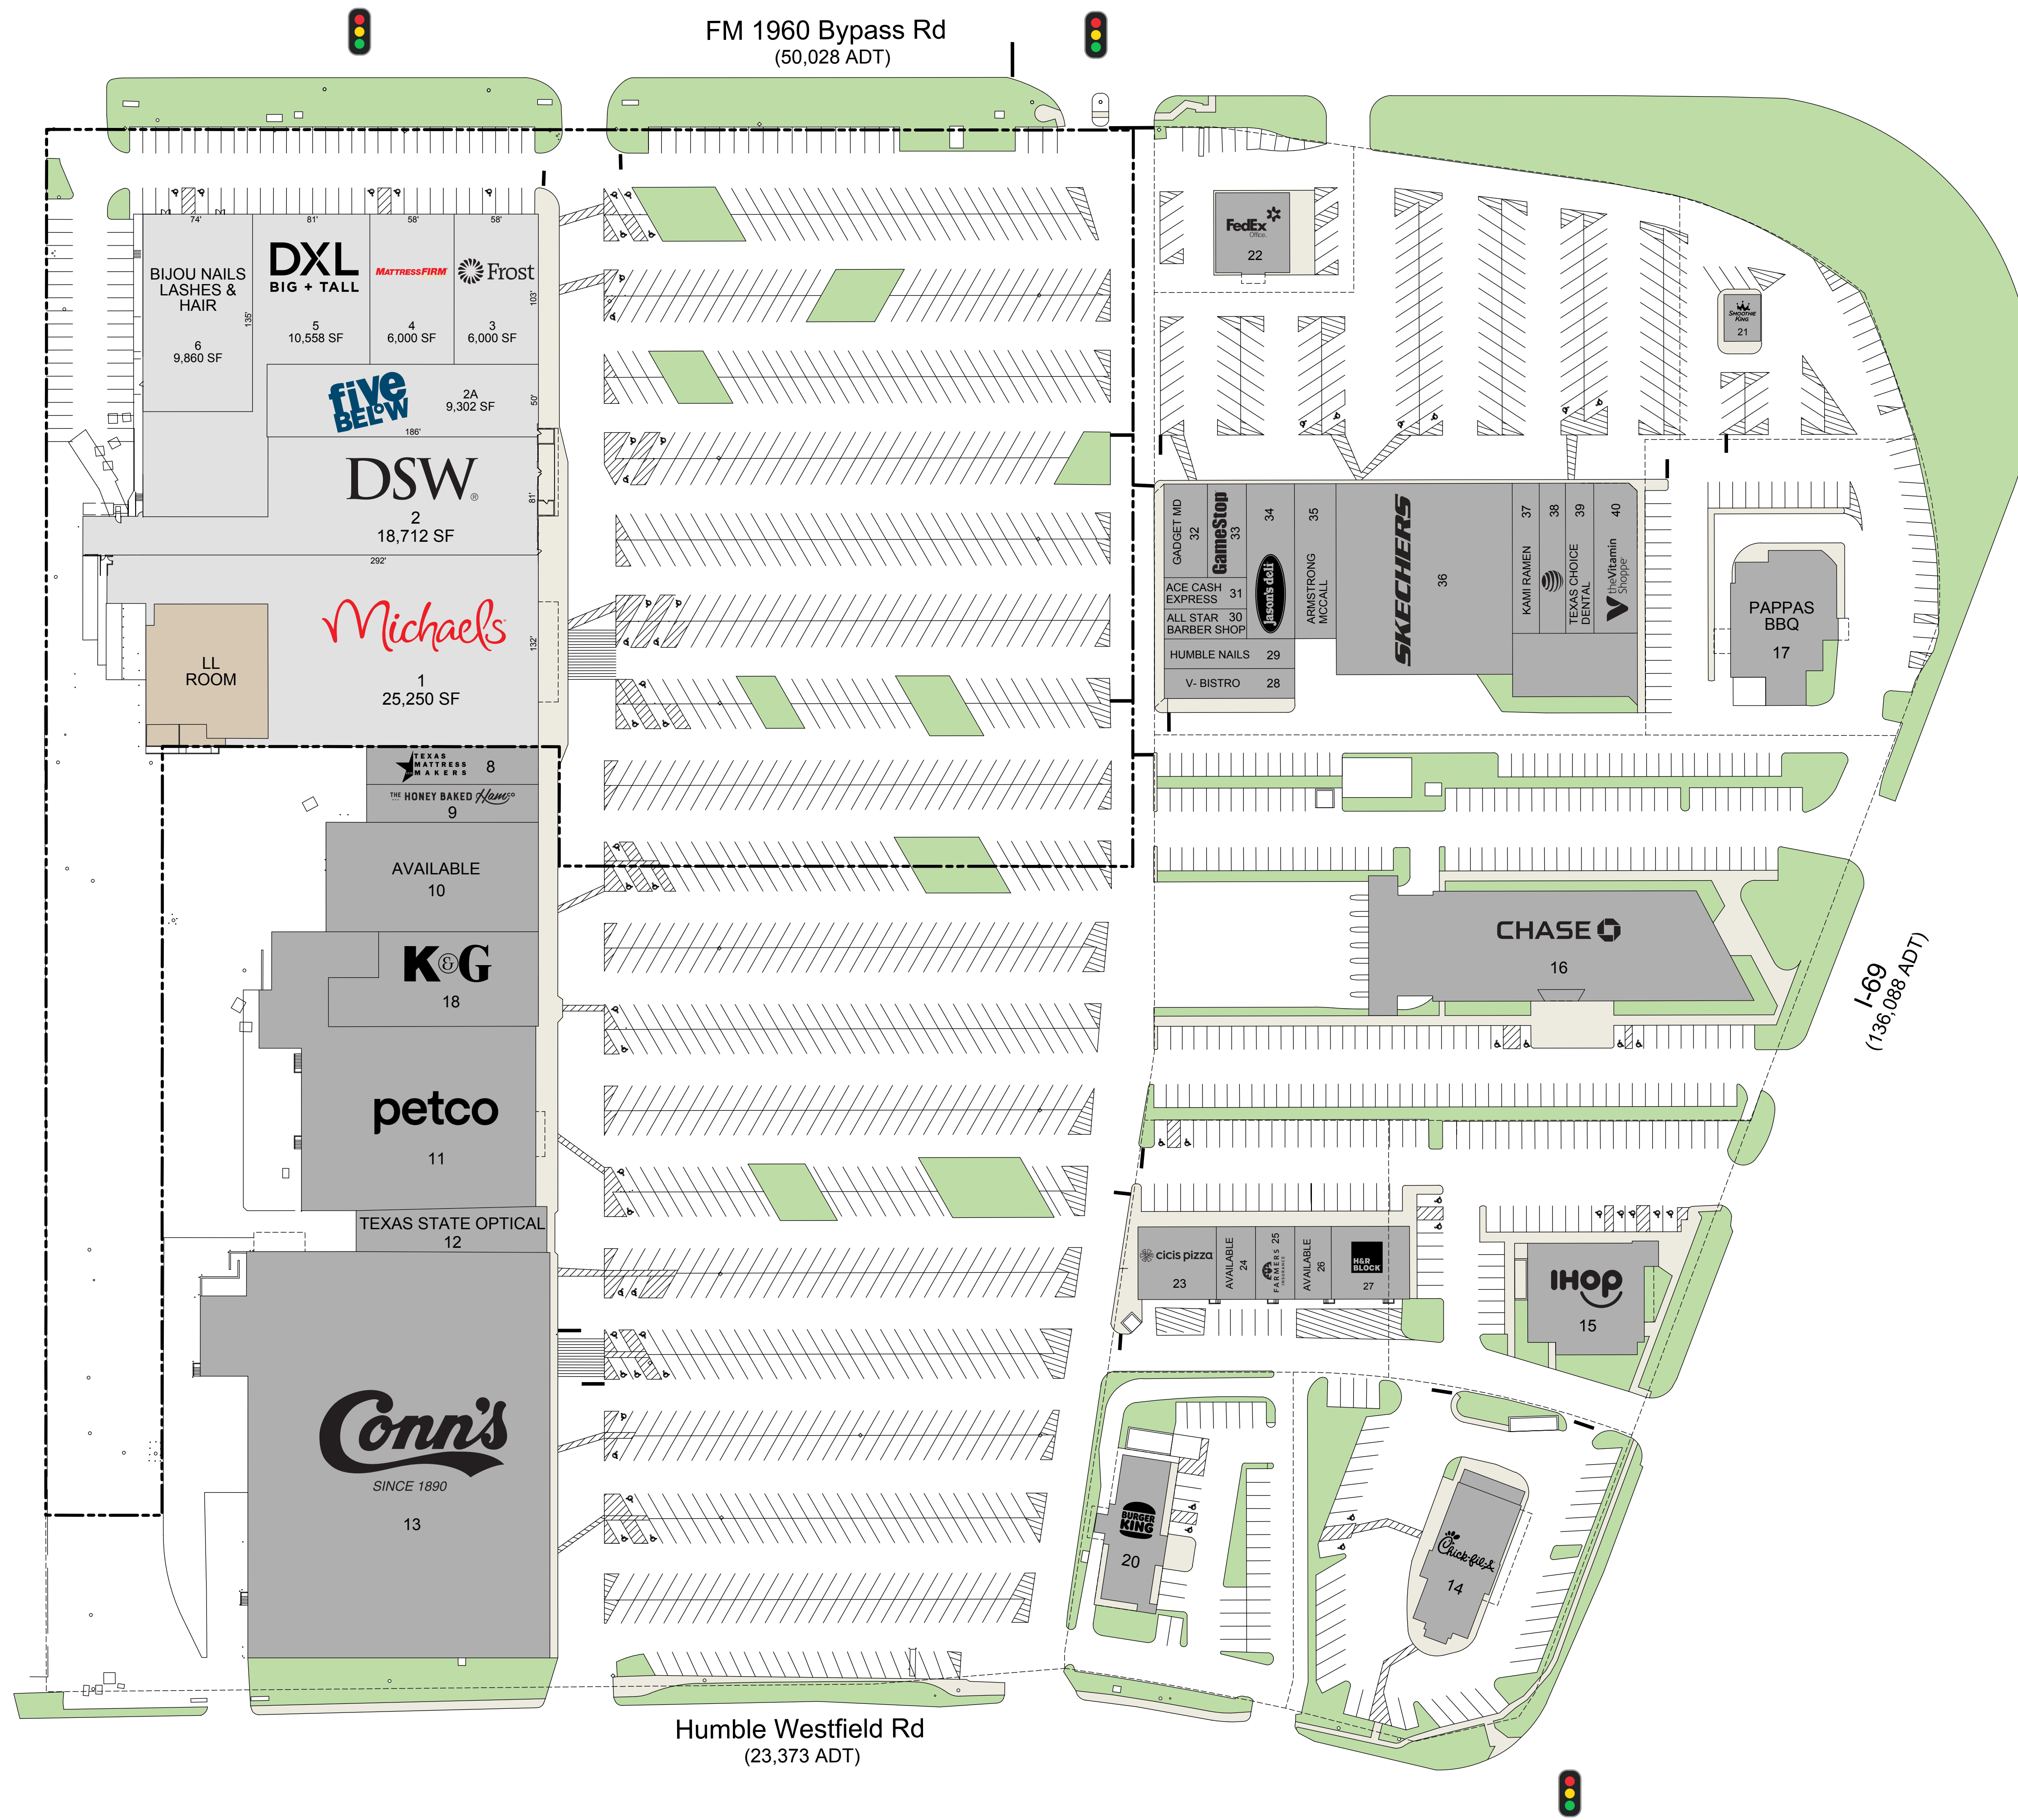 FM 1960 Bypass Rd
(50,028 ADT)
74'
81'
58'
58'
BIJOU NAILS
LASHES &
HAIR
6
9,860 SF
135'
DXL
BIG + TALL
5
10,558 SF
MATTRESSFIRM
4
6,000 SF
Frost
3
6,000 SF
103'
five
BELOW
2A
9,302 SF
50'
186'
DSW®
2
18,712 SF
81'
292'
Michaels
1
25,250 SF
132'
LL
ROOM
TEXAS
MATTRESS
MAKERS
8
THE HONEY BAKED Ham CO
9
AVAILABLE
10
K&G
18
petco
11
TEXAS STATE OPTICAL
12
Conn's
SINCE 1890
13
FedEx
Office.
22
SMOOTHIE
KING
21
GADGET MD
32
GameStop
33
34
Jason's deli
35
ARMSTRONG
MCCALL
SKECHERS
36
37
KAMI RAMEN
38
39
TEXAS CHOICE
DENTAL
40
theVitamin
Shoppe
ACE CASH
EXPRESS
31
ALL STAR
BARBER SHOP
30
HUMBLE NAILS 29
V- BISTRO 28
PAPPAS
BBQ
17
CHASE
16
I-69
(136,088 ADT)
cicis pizza
23
AVAILABLE
24
25
FARMERS
INSURANCE
AVAILABLE
26
H&R
BLOCK
27
IHOP
15
BURGER
KING
20
Chick-fil-A
14
Humble Westfield Rd
(23,373 ADT)